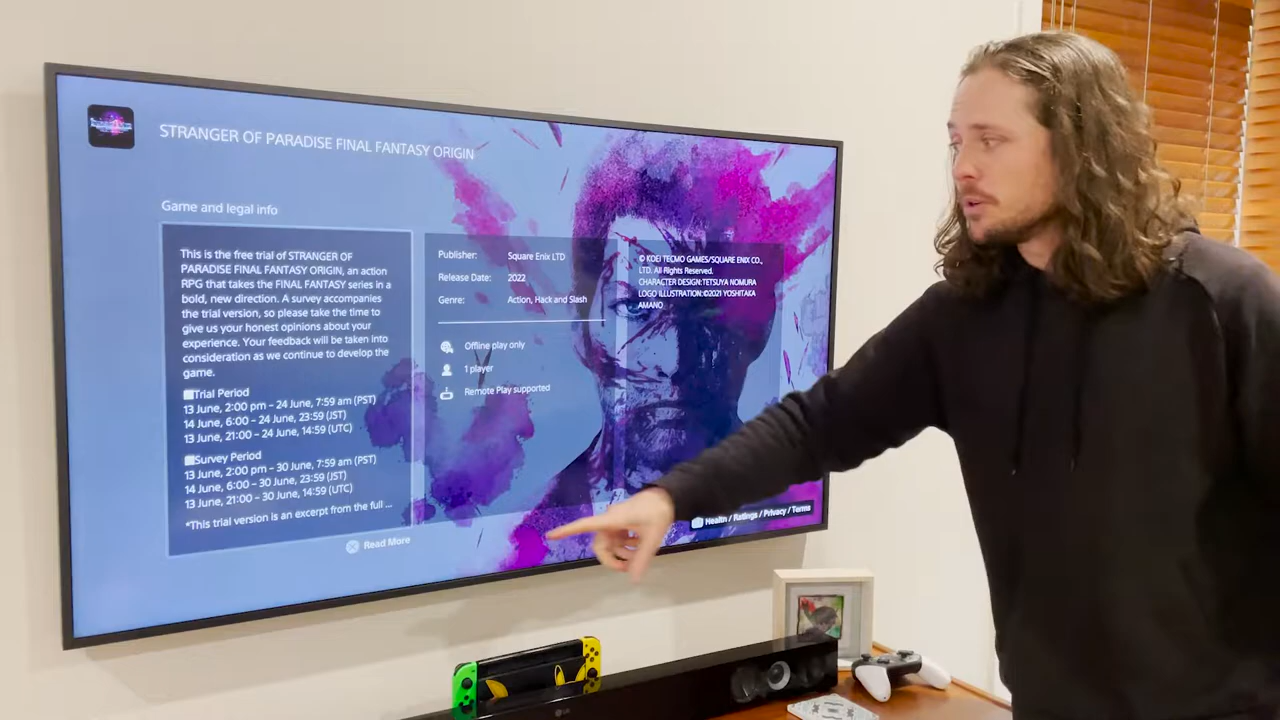 STRANGER OF PARADISE FINAL FANTASY ORIGIN
Game and legal info
This is the free trial of STRANGER OF
PARADISE FINAL FANTASY ORIGIN, an action
RPG that takes the FINAL FANTASY series in a
bold, new direction. A survey accompanies
the trial version, so please take the time to
give us your honest opinions about your
experience. Your feedback will be taken into
consideration as we continue to develop the
game.
■Trial Period
13 June, 2:00 pm – 24 June, 7:59 am (PST)
14 June, 6:00 – 24 June, 23:59 (JST)
13 June, 21:00 – 24 June, 14:59 (UTC)
■Survey Period
13 June, 2:00 pm – 30 June, 7:59 am (PST)
14 June, 6:00 – 30 June, 23:59 (JST)
13 June, 21:00 – 30 June, 14:59 (UTC)
*This trial version is an excerpt from the full ...
Read More
Publisher: Square Enix LTD
Release Date: 2022
Genre: Action, Hack and Slash
Offline play only
1 player
Remote Play supported
© KOEI TECMO GAMES/SQUARE ENIX CO.,
LTD. All Rights Reserved.
CHARACTER DESIGN:TETSUYA NOMURA
LOGO ILLUSTRATION:©2021 YOSHITAKA
AMANO
Health / Ratings / Privacy / Terms
LG